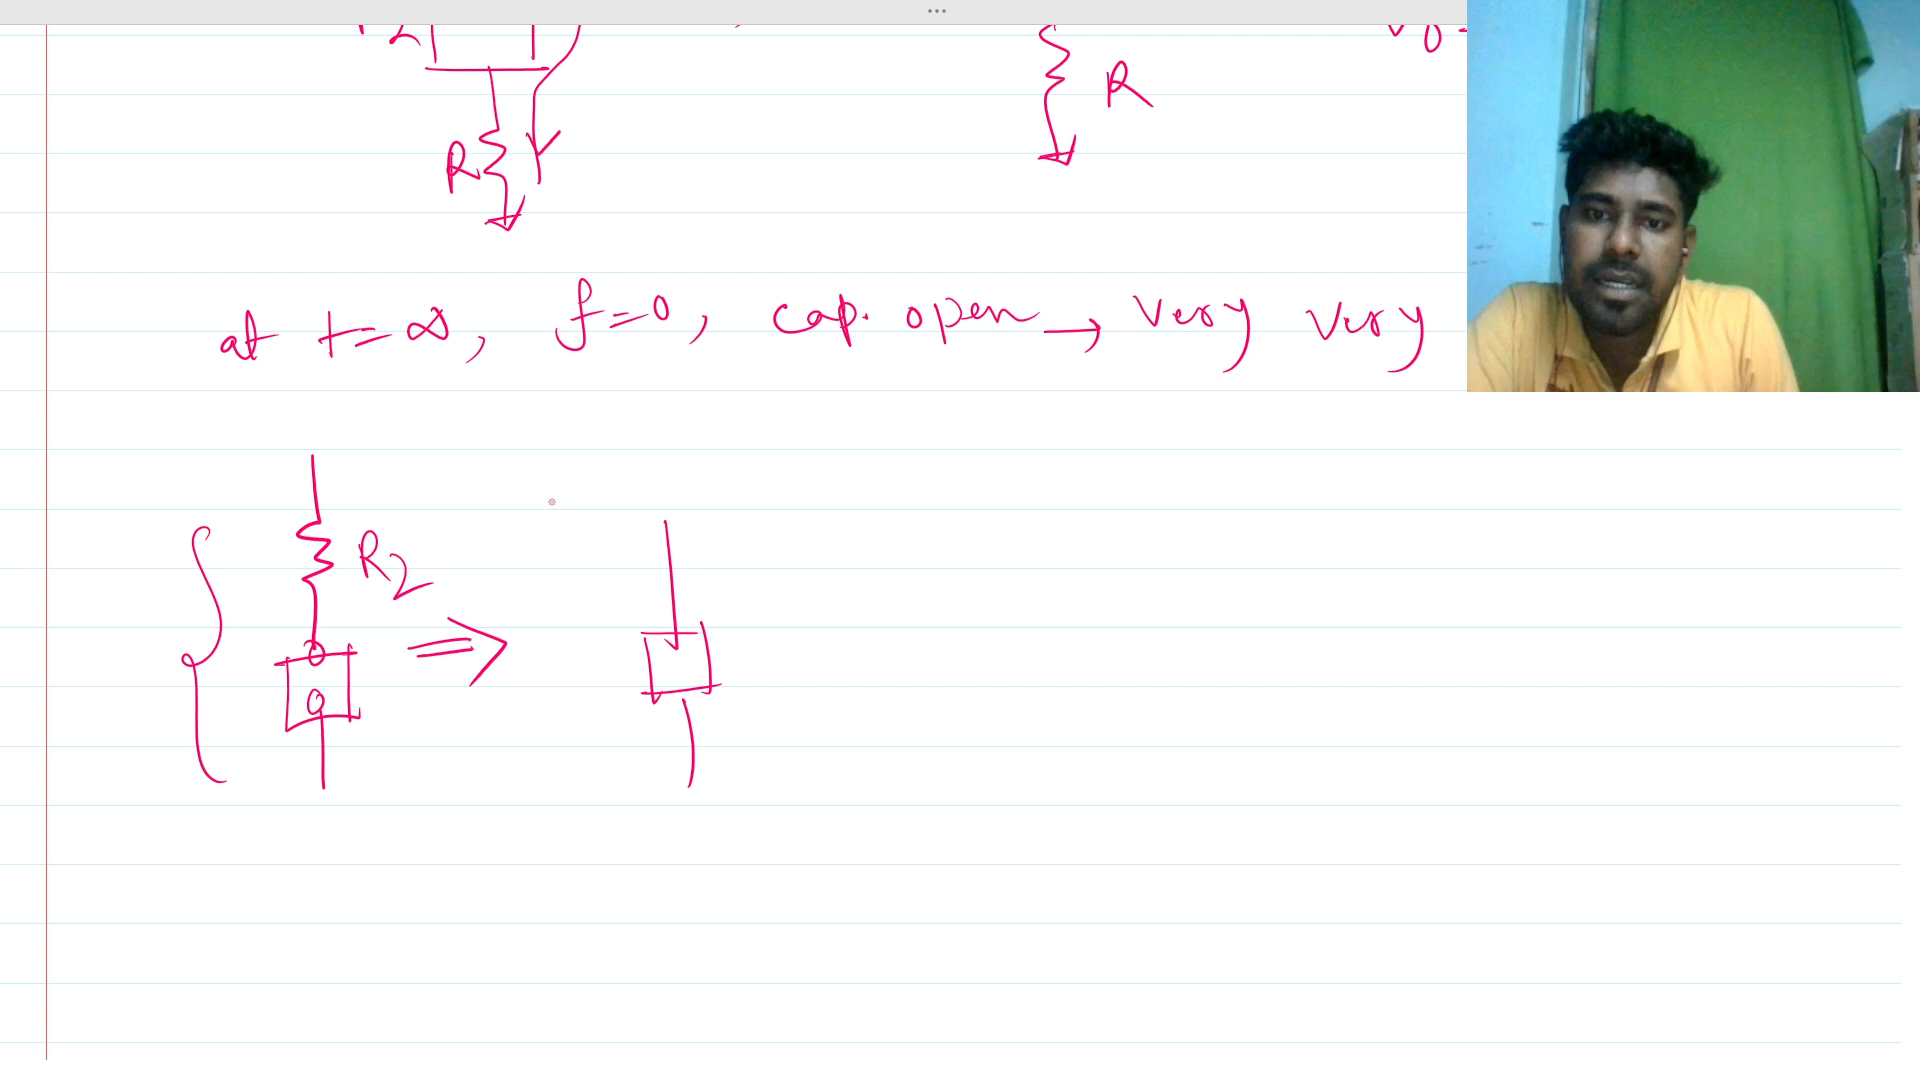 R
R
at t=∞, f=0, cap. open → very very
R2